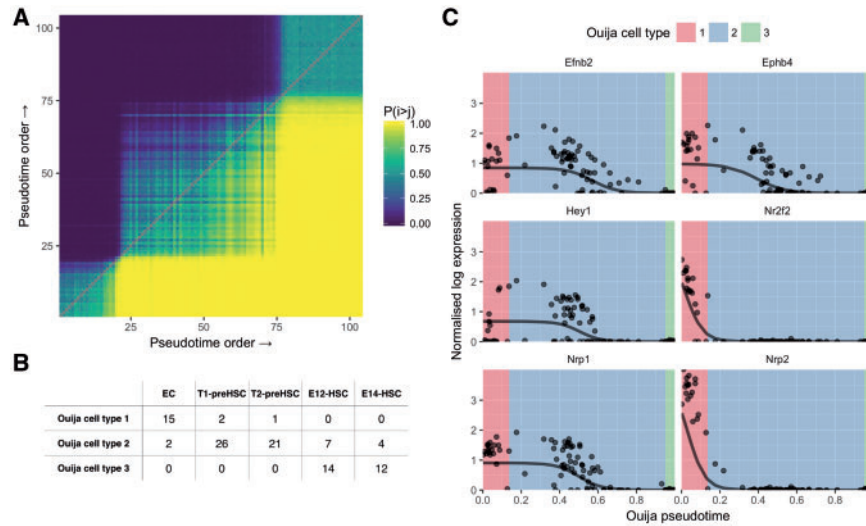 A
100
75
50
25
Pseudotime order →
25
50
75
100
Pseudotime order →
P(i>j)
1.00
0.75
0.50
0.25
0.00
B
EC T1-preHSC T2-preHSC E12-HSC E14-HSC
Ouija cell type 1 15 2 1 0 0
Ouija cell type 2 2 26 21 7 4
Ouija cell type 3 0 0 0 14 12
C
Ouija cell type 1 2 3
Efnb2 Ephb4
Hey1 Nr2f2
Nrp1 Nrp2
3
2
1
0
3
2
1
0
3
2
1
0
Normalised log expression
0.0 0.2 0.4 0.6 0.8 0.0 0.2 0.4 0.6 0.8
Ouija pseudotime